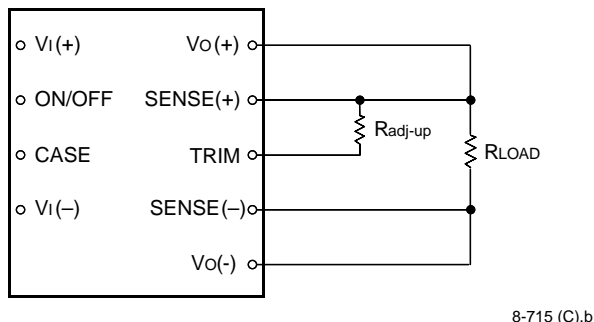 VI(+) VO(+)
ON/OFF SENSE(+)
Radj-up
CASE TRIM
RLOAD
VI(–) SENSE(–)
VO(-)
8-715 (C).b